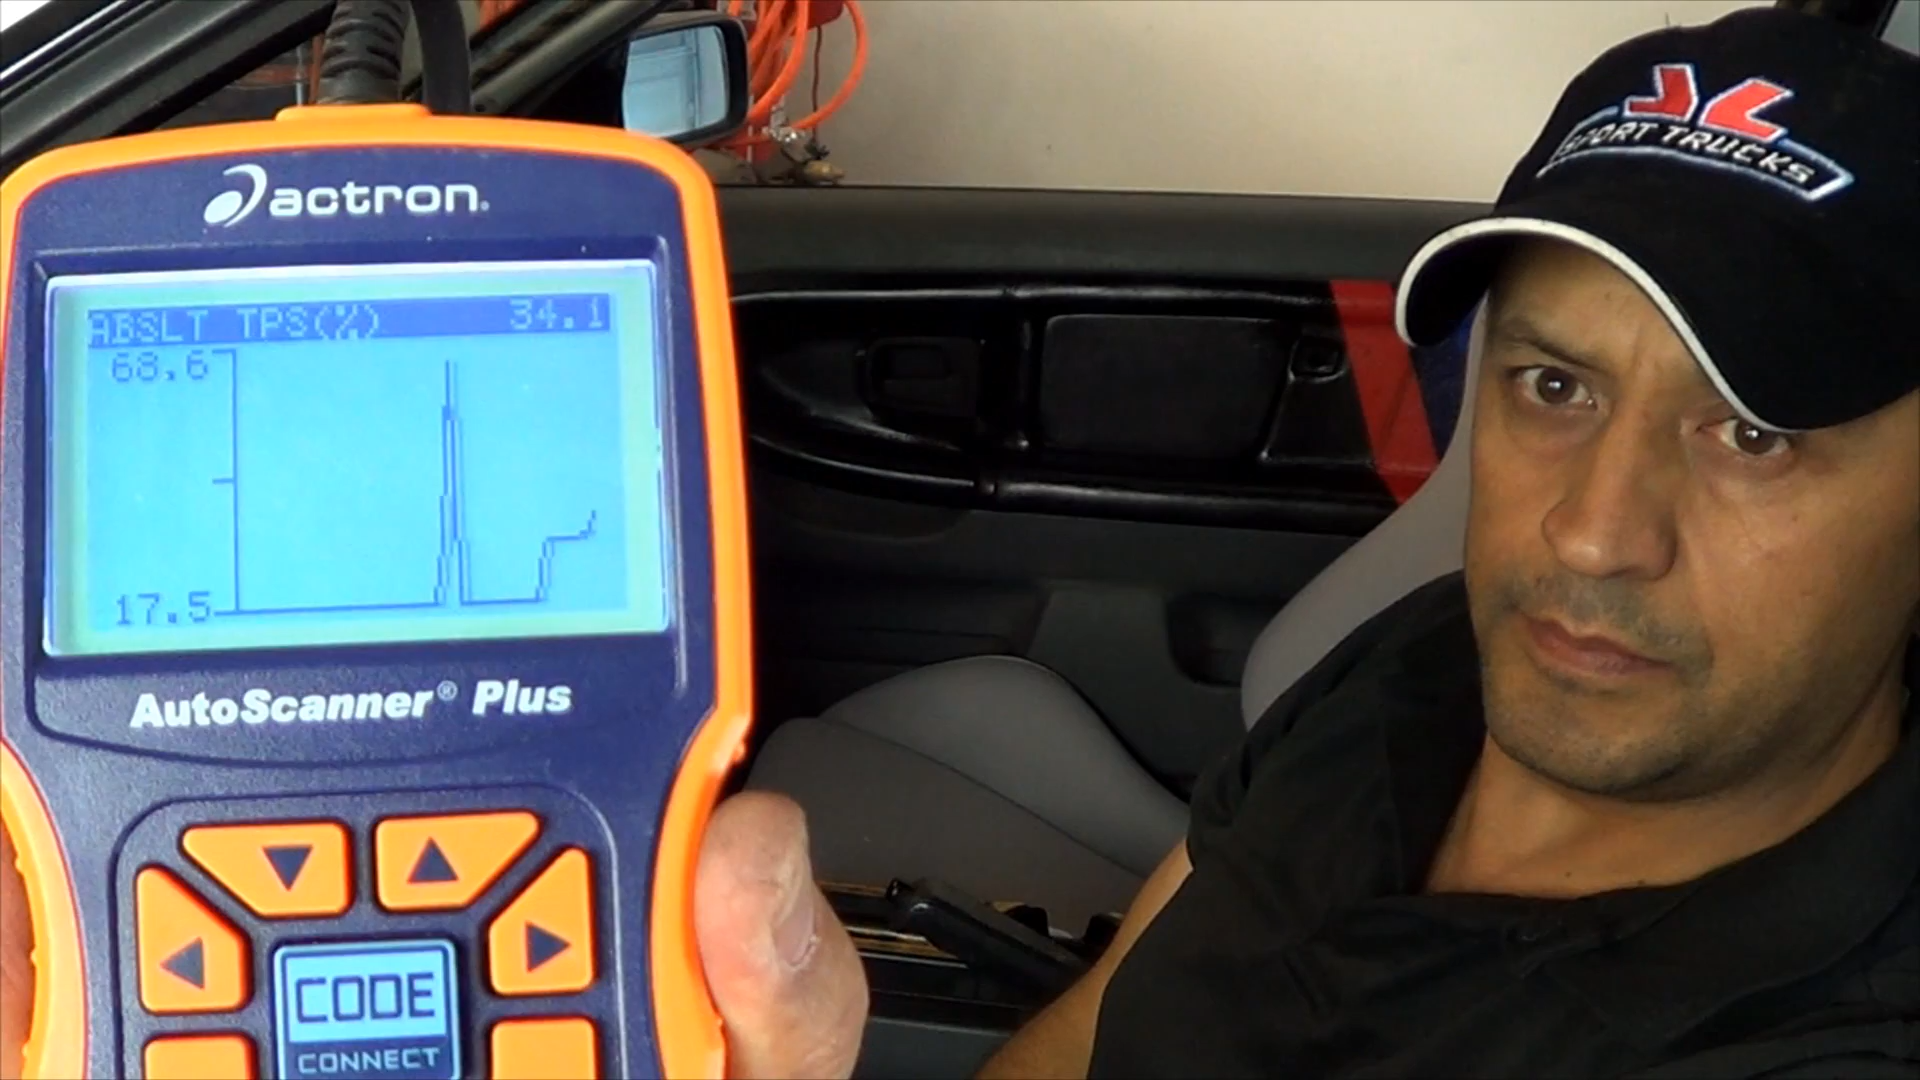 actron®
ABSLT TPS(%) 34.1
68.6
17.5
AutoScanner® Plus
CODE
CONNECT
SPORT TRUCKS